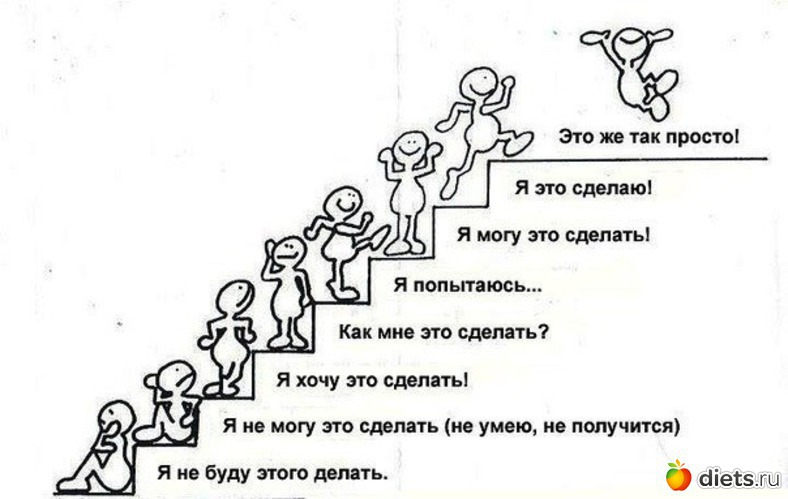 Это же так просто!
Я это сделаю!
Я могу это сделать!
Я попытаюсь...
Как мне это сделать?
Я хочу это сделать!
Я не могу это сделать (не умею, не получится)
Я не буду этого делать.
diets.ru